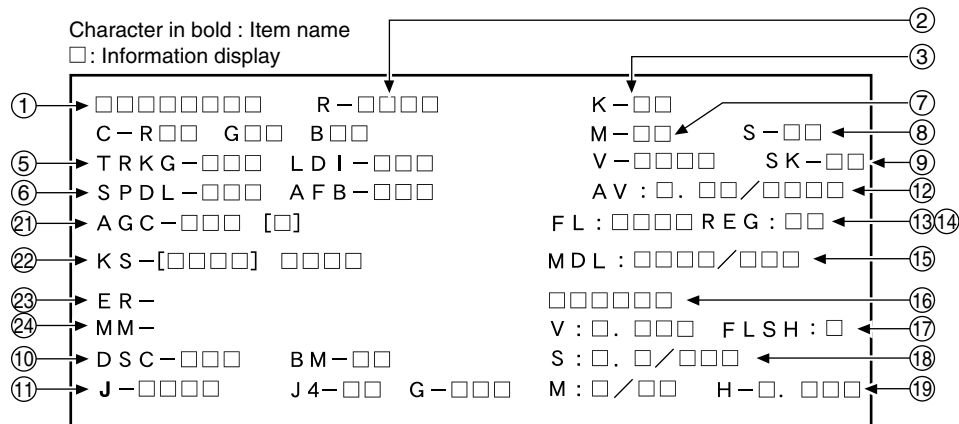 Character in bold : Item name
□ : Information display
②
③
① □□□□□□□□ R－□□□□ K－□□ ⑦
C－R□□ G□□ B□□ M－□□ S－□□ ⑧
⑤ TRKG－□□□ LDI－□□□ V－□□□□ SK－□□ ⑨
⑥ SPDL－□□□ AFB－□□□ AV：□．□□／□□□□ ⑫
㉑ AGC－□□□ [□] FL：□□□□ REG：□□ ⑬⑭
㉒ KS－[□□□□] □□□□ MDL：□□□□／□□□ ⑮
㉓ ER－ □□□□□□ ⑯
㉔ MM－ V：□．□□□ FLSH：□ ⑰
⑩ DSC－□□□ BM－□□ S：□．□／□□□ ⑱
⑪ J－□□□□ J4－□□ G－□□□ M：□／□□ H－□．□□□ ⑲